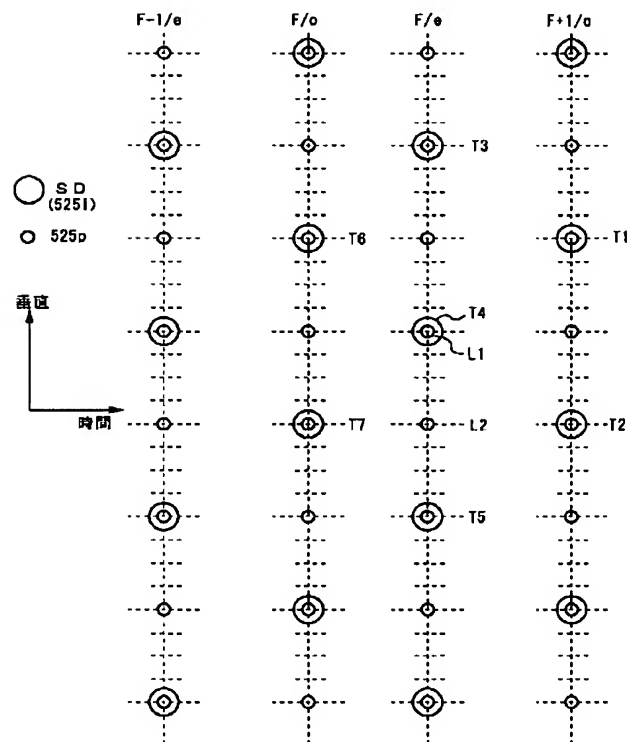 F-1/e F/o F/e F+1/o
T3
SD
(525I)
525p
T6 T1
垂直
T4
L1
T7 L2 T2
時間
T5